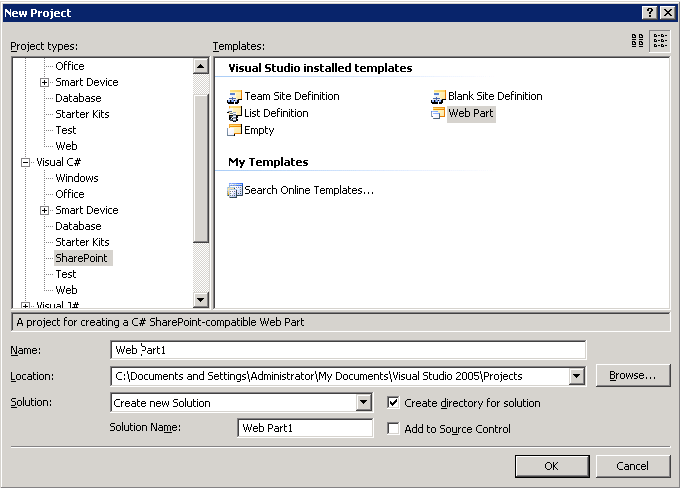 New Project
Project types:
Templates:
Office
Smart Device
Database
Starter Kits
Test
Web
Visual C#
Windows
Office
Smart Device
Database
Starter Kits
SharePoint
Test
Web
Visual J#
Visual Studio installed templates
Team Site Definition
Blank Site Definition
List Definition
Web Part
Empty
My Templates
Search Online Templates...
A project for creating a C# SharePoint-compatible Web Part
Name:
Web Part1
Location:
C:\Documents and Settings\Administrator\My Documents\Visual Studio 2005\Projects
Browse...
Solution:
Create new Solution
Create directory for solution
Solution Name:
Web Part1
Add to Source Control
OK
Cancel